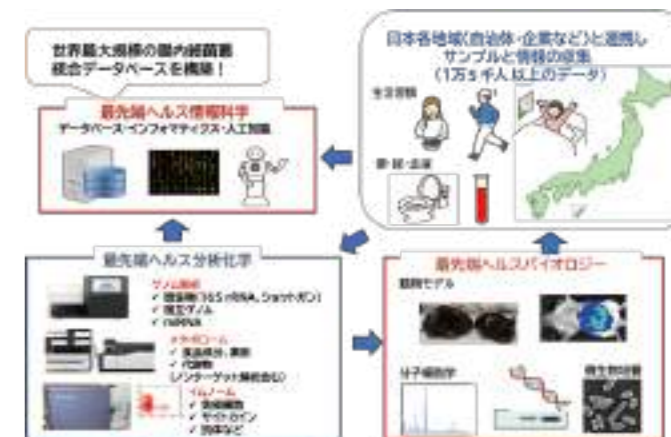 世界最大規模の腸内細菌叢
統合データベースを構築！
最先端ヘルス情報科学
データベース・インフォマティクス・人工知能
日本各地域(自治体・企業など)と連携し
サンプルと情報の収集
(1万5千人以上のデータ)
生活習慣
便・尿・血液
最先端ヘルス分析化学
ゲノム解析
✓ 細菌叢(16S rRNA、ショットガン)
✓ 宿主ゲノム
✓ miRNA
メタボローム
✓ 食品成分、薬剤
✓ 代謝物
(ノンターゲット解析含む)
イムノーム
✓ 免疫細胞
✓ サイトカイン
✓ 抗体など
最先端ヘルスバイオロジー
動物モデル
分子細胞学
微生物培養